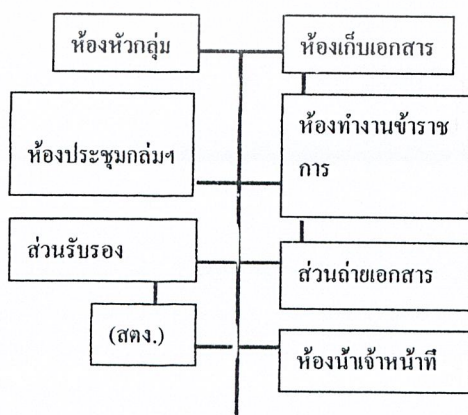 ห้องหัวกลุ่ม
ห้องเก็บเอกสาร
ห้องประชุมกลุ่มฯ
ห้องทำงานข้าราช
การ
ส่วนรับรอง
ส่วนถ่ายเอกสาร
(สตง.)
ห้องน้ำเจ้าหน้าที่